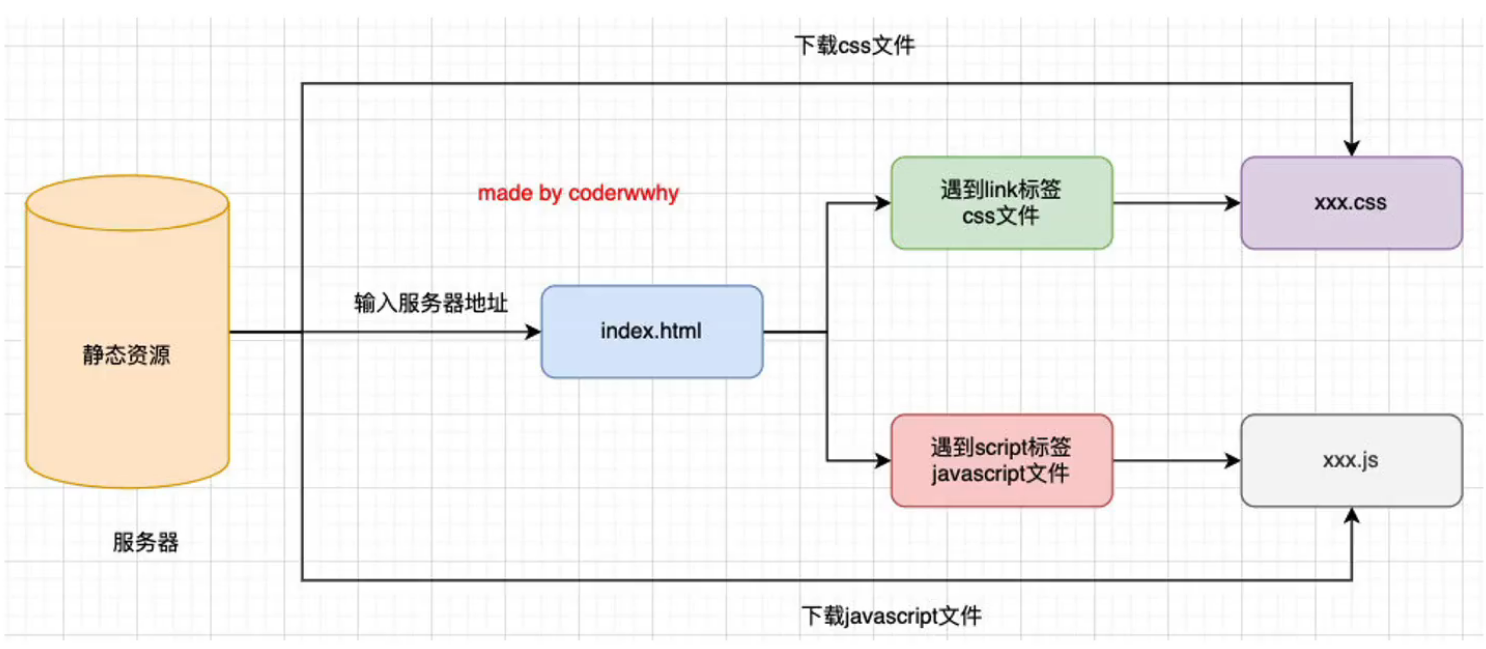 下载css文件
made by coderwwhy
遇到link标签
css文件
xxx.css
输入服务器地址
index.html
静态资源
遇到script标签
javascript文件
xxx.js
服务器
下载javascript文件